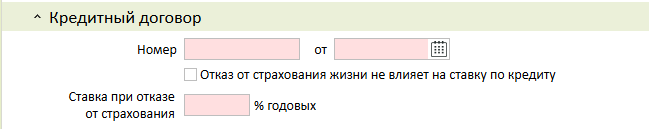 Кредитный договор
Номер от
Отказ от страхования жизни не влияет на ставку по кредиту
Ставка при отказе
от страхования % годовых